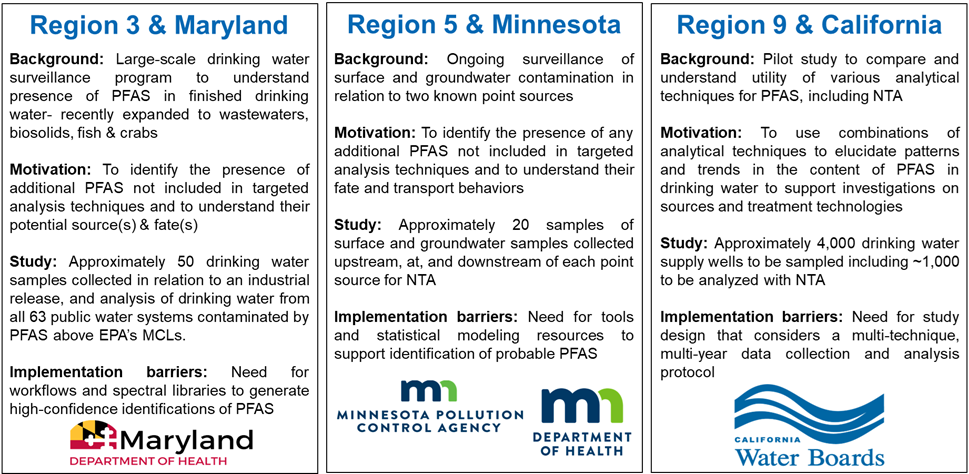 Region 3 & Maryland
Background: Large-scale drinking water
surveillance program to understand
presence of PFAS in finished drinking
water- recently expanded to wastewaters,
biosolids, fish & crabs
Motivation: To identify the presence of
additional PFAS not included in targeted
analysis techniques and to understand their
potential source(s) & fate(s)
Study: Approximately 50 drinking water
samples collected in relation to an industrial
release, and analysis of drinking water from
all 63 public water systems contaminated by
PFAS above EPA's MCLs.
Implementation barriers: Need for
workflows and spectral libraries to generate
high-confidence identifications of PFAS
Maryland
DEPARTMENT OF HEALTH
Region 5 & Minnesota
Background: Ongoing surveillance of
surface and groundwater contamination in
relation to two known point sources
Motivation: To identify the presence of any
additional PFAS not included in targeted
analysis techniques and to understand their
fate and transport behaviors
Study: Approximately 20 samples of
surface and groundwater samples collected
upstream, at, and downstream of each point
source for NTA
Implementation barriers: Need for tools
and statistical modeling resources to
support identification of probable PFAS
MINNESOTA POLLUTION
CONTROL AGENCY
DEPARTMENT
OF HEALTH
Region 9 & California
Background: Pilot study to compare and
understand utility of various analytical
techniques for PFAS, including NTA
Motivation: To use combinations of
analytical techniques to elucidate patterns
and trends in the content of PFAS in
drinking water to support investigations on
sources and treatment technologies
Study: Approximately 4,000 drinking water
supply wells to be sampled including ~1,000
to be analyzed with NTA
Implementation barriers: Need for study
design that considers a multi-technique,
multi-year data collection and analysis
protocol
CALIFORNIA
Water Boards